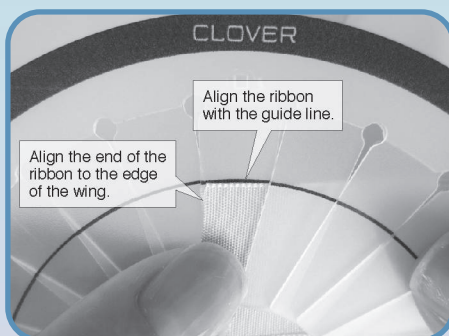 CLOVER
Align the ribbon
with the guide line.
Align the end of the
ribbon to the edge
of the wing.